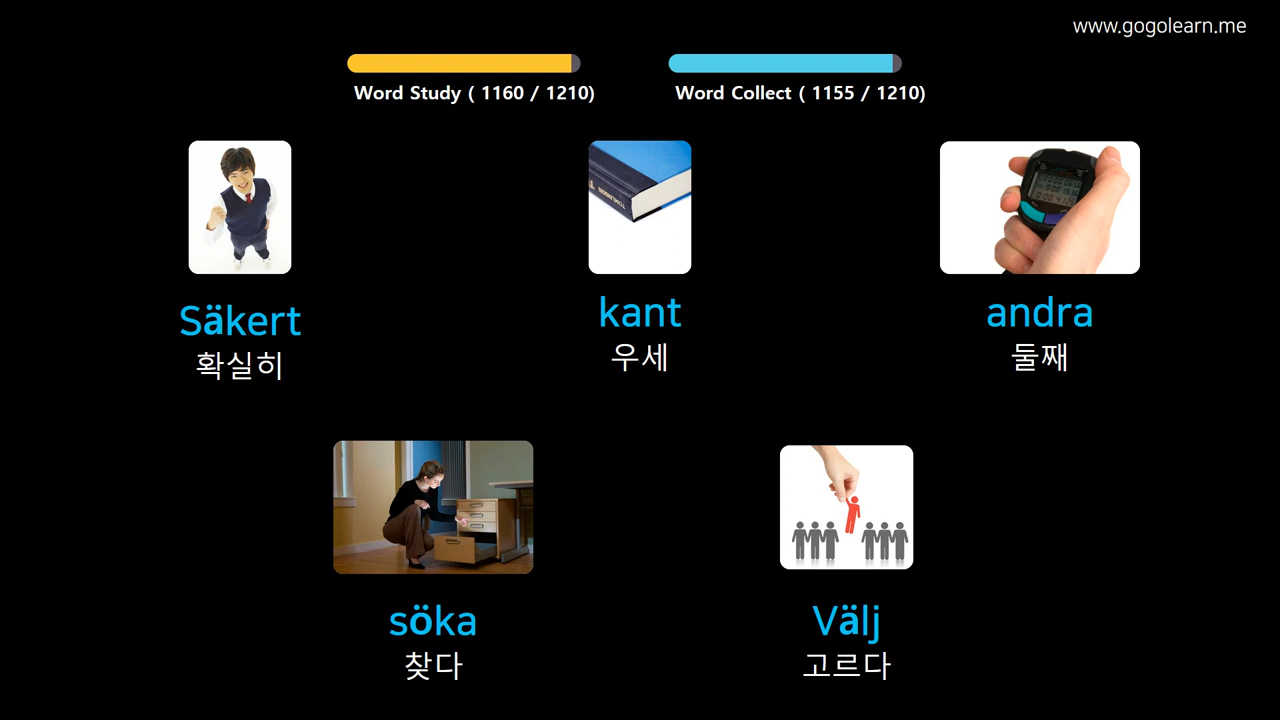 www.gogolearn.me
Word Study ( 1160 / 1210)
Word Collect ( 1155 / 1210)
TOMLINSON
Säkert
확실히
kant
우세
andra
둘째
söka
찾다
Välj
고르다